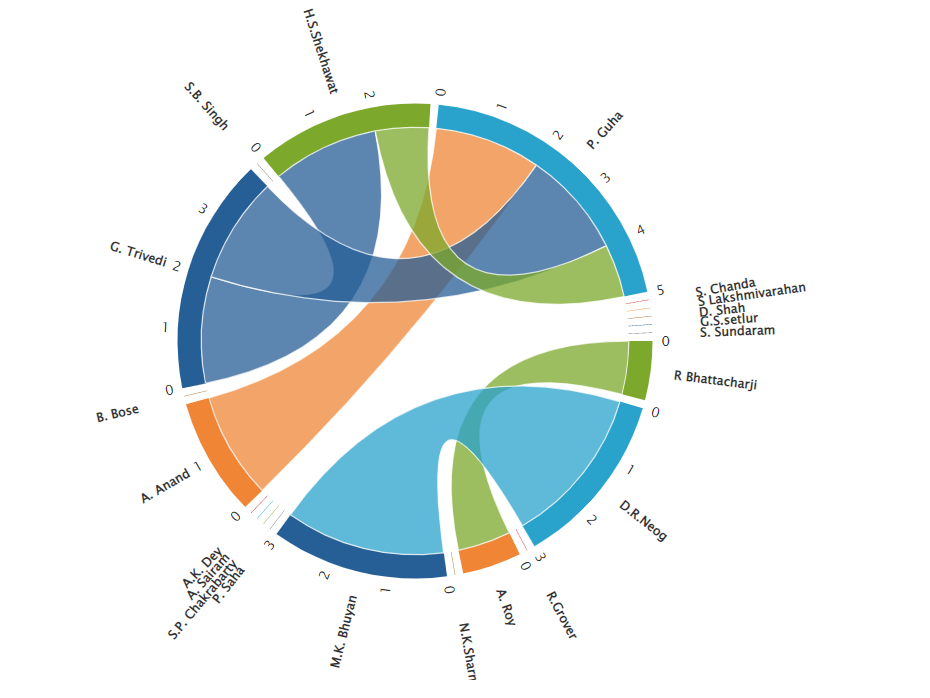 H.S.Shekhawat
S.B. Singh
P. Guha
G. Trivedi
B. Bose
A. Anand
A.K. Dey
A. Sairam
S.P. Chakrabarty
P. Saha
M.K. Bhuyan
N.K.Sharm
A. Roy
R.Grover
D.R.Neog
R Bhattacharji
S. Sundaram
G.S.setlur
D. Shah
S Lakshmivarahan
S. Chanda
0 1 2
0 1 2 3 4 5
0
0 1 2 3
0
0 1 2 3
0 1
0 1 2 3